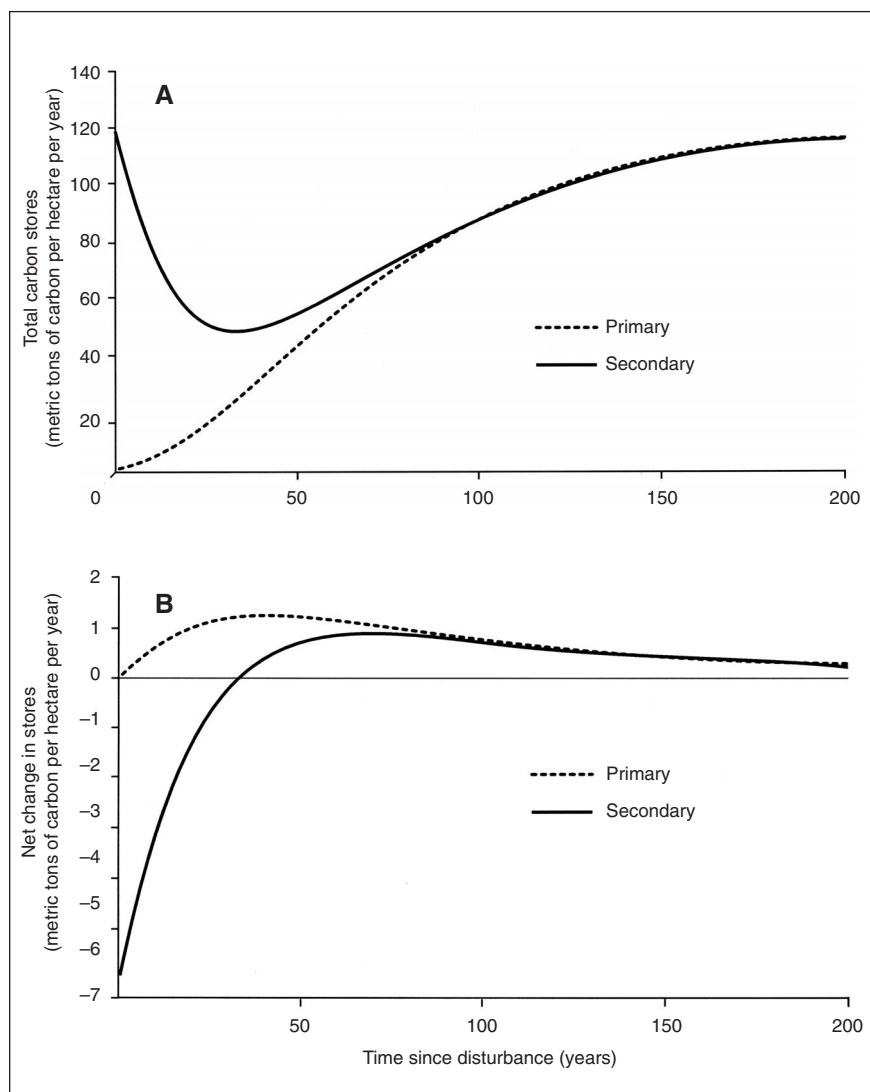 A
Total carbon stores
(metric tons of carbon per hectare per year)
140
120
100
80
60
40
20
0
50
100
150
200
Primary
Secondary
B
Net change in stores
(metric tons of carbon per hectare per year)
2
1
0
–1
–2
–3
–4
–5
–6
–7
Primary
Secondary
50
100
150
200
Time since disturbance (years)